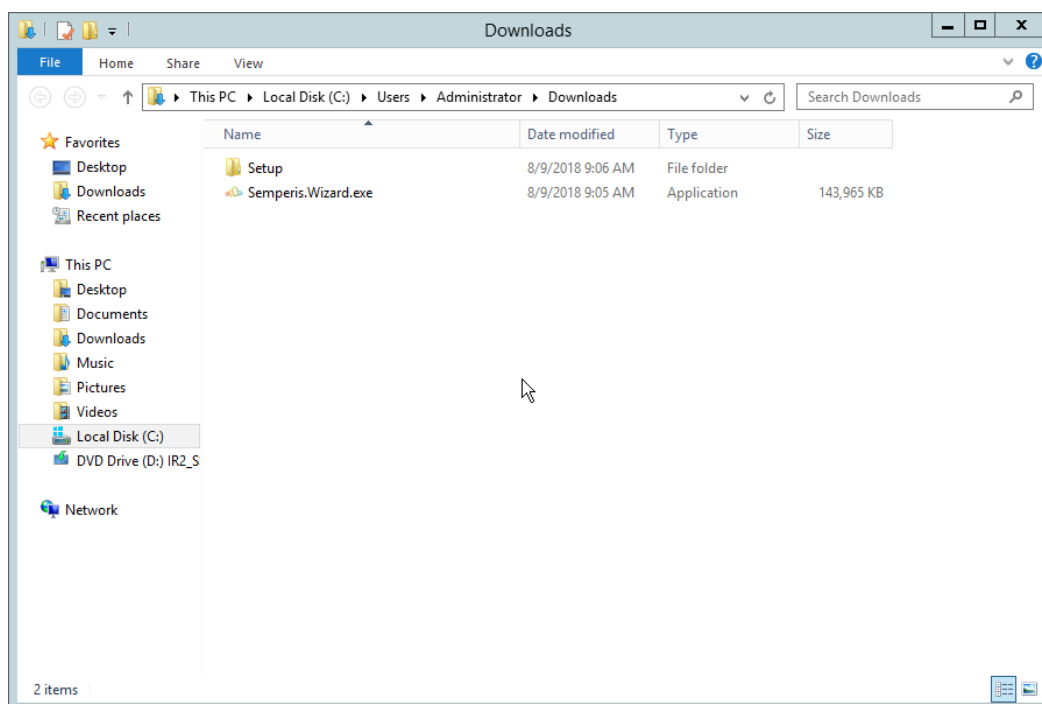 Downloads
File Home Share View
This PC Local Disk (C:) Users Administrator Downloads Search Downloads
Name Date modified Type Size
Favorites
Desktop
Downloads
Recent places
This PC
Desktop
Documents
Downloads
Music
Pictures
Videos
Local Disk (C:)
DVD Drive (D:) IR2_S
Network
Setup 8/9/2018 9:06 AM File folder
Semperis.Wizard.exe 8/9/2018 9:05 AM Application 143,965 KB
2 items